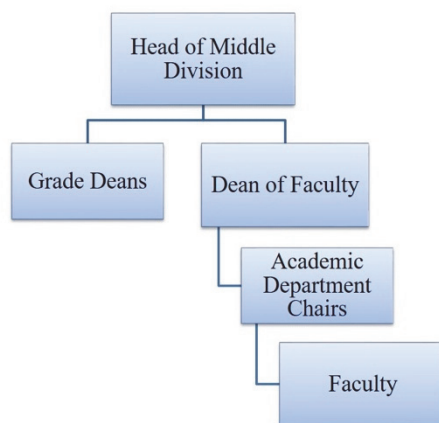 Head of Middle
Division
Grade Deans
Dean of Faculty
Academic
Department
Chairs
Faculty